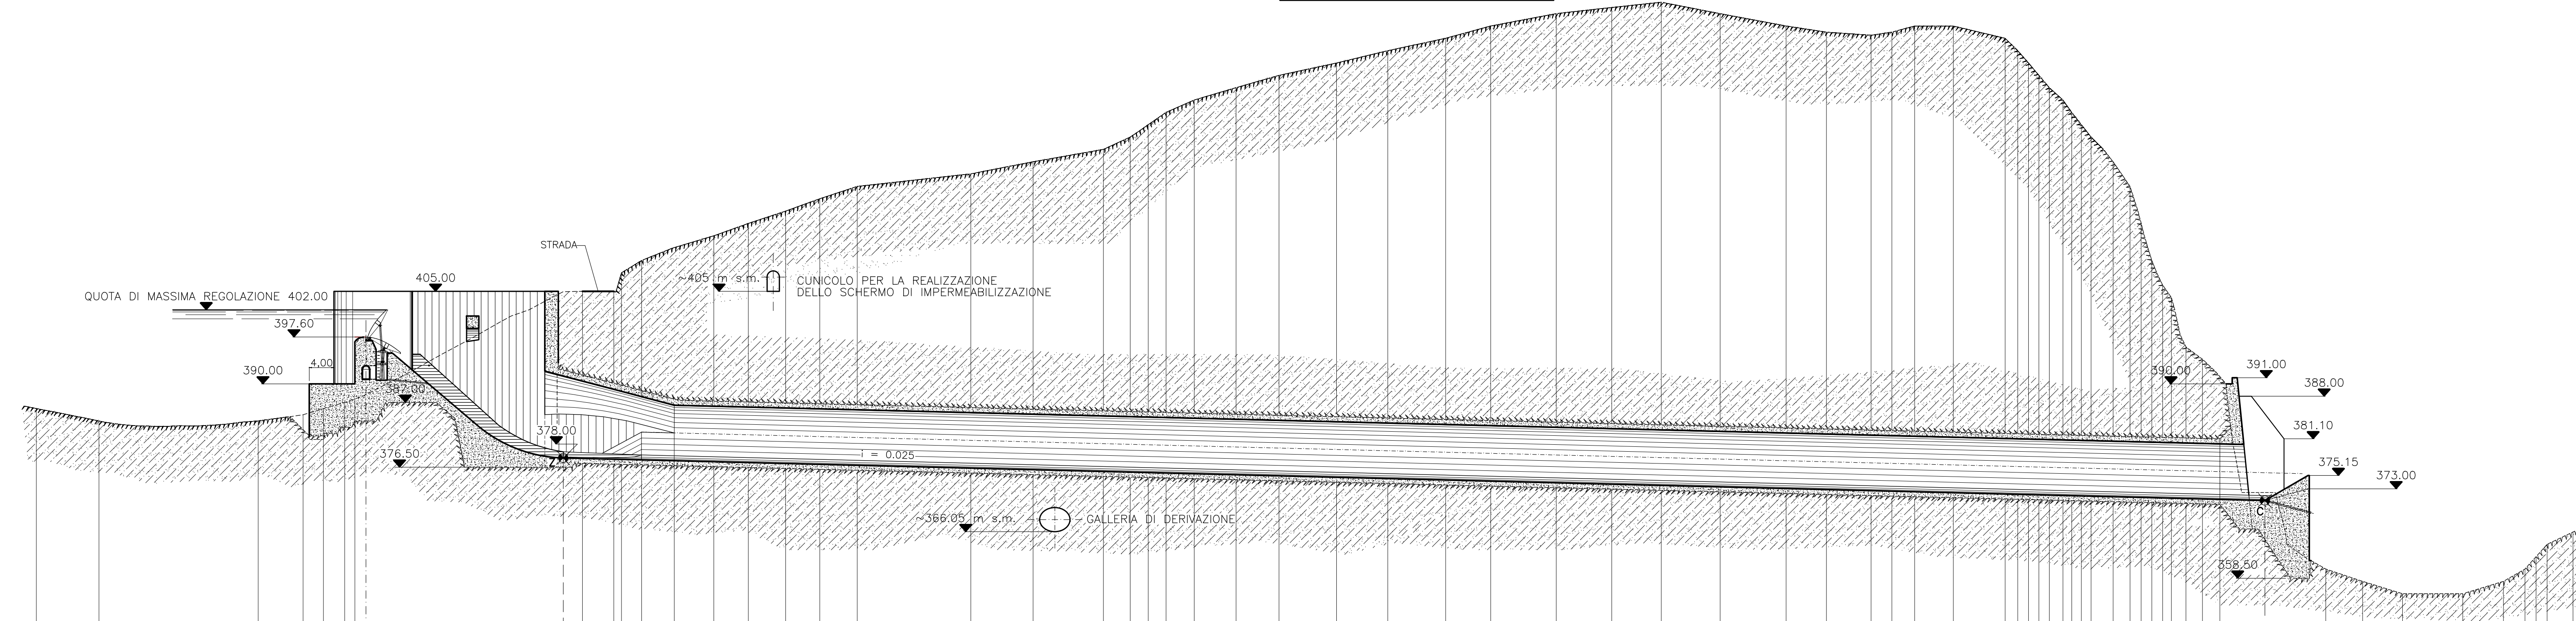 STRADA
405.00
~405 m s.m.
CUNICOLO PER LA REALIZZAZIONE
DELLO SCHERMO DI IMPERMEABILIZZAZIONE
QUOTA DI MASSIMA REGOLAZIONE 402.00
397.60
4.00
390.00
387.00
378.00
376.50
Z
i = 0.025
~366.05 m s.m.
GALLERIA DI DERIVAZIONE
390.00
391.00
388.00
381.10
375.15
373.00
C
358.50